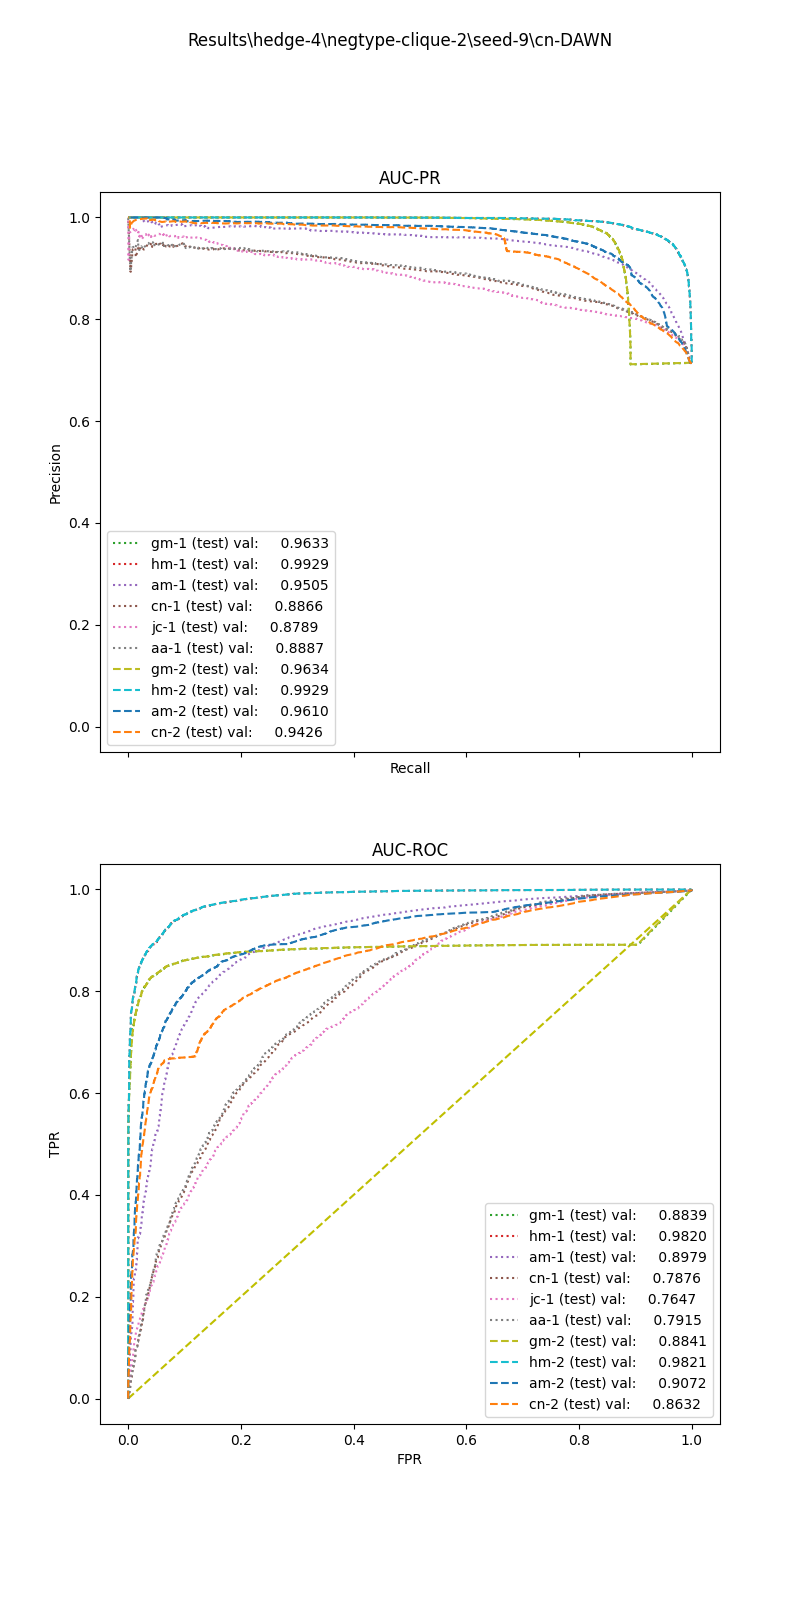 Results\hedge-4\negtype-clique-2\seed-9\cn-DAWN
AUC-PR
1.0
0.8
0.6
0.4
0.2
0.0
Precision
gm-1 (test) val: 0.9633
hm-1 (test) val: 0.9929
am-1 (test) val: 0.9505
cn-1 (test) val: 0.8866
jc-1 (test) val: 0.8789
aa-1 (test) val: 0.8887
gm-2 (test) val: 0.9634
hm-2 (test) val: 0.9929
am-2 (test) val: 0.9610
cn-2 (test) val: 0.9426
Recall
AUC-ROC
1.0
0.8
0.6
0.4
0.2
0.0
TPR
gm-1 (test) val: 0.8839
hm-1 (test) val: 0.9820
am-1 (test) val: 0.8979
cn-1 (test) val: 0.7876
jc-1 (test) val: 0.7647
aa-1 (test) val: 0.7915
gm-2 (test) val: 0.8841
hm-2 (test) val: 0.9821
am-2 (test) val: 0.9072
cn-2 (test) val: 0.8632
0.0 0.2 0.4 0.6 0.8 1.0
FPR